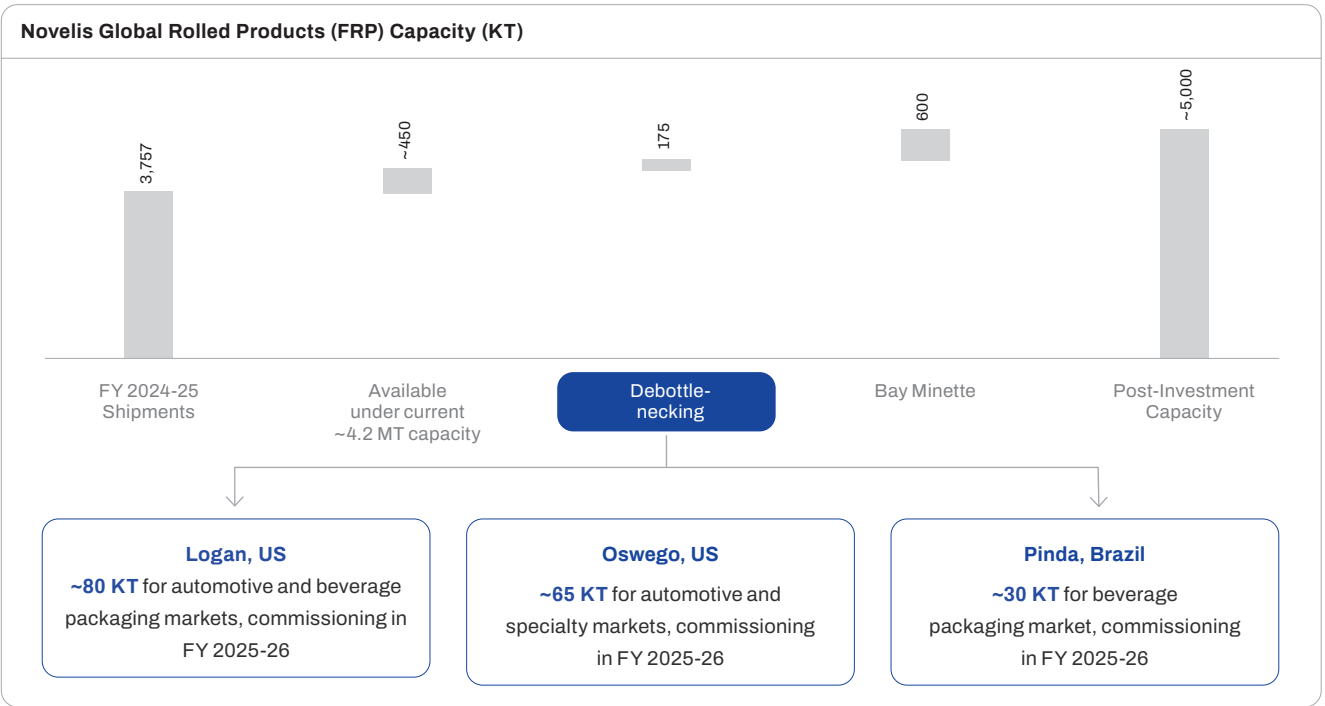 Novelis Global Rolled Products (FRP) Capacity (KT)
3,757
~450
175
600
~5,000
FY 2024-25
Shipments
Available
under current
~4.2 MT capacity
Debottle-
necking
Bay Minette
Post-Investment
Capacity
Logan, US
~80 KT for automotive and beverage
packaging markets, commissioning in
FY 2025-26
Oswego, US
~65 KT for automotive and
specialty markets, commissioning
in FY 2025-26
Pinda, Brazil
~30 KT for beverage
packaging market, commissioning
in FY 2025-26